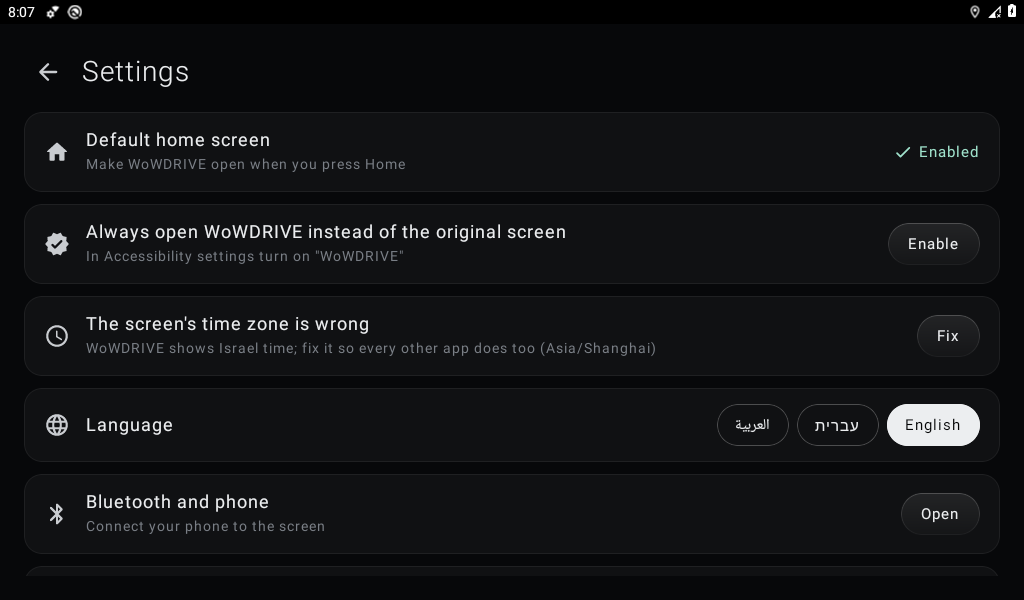 8:07
Settings
Default home screen
Make WoWDRIVE open when you press Home
Enabled
Always open WoWDRIVE instead of the original screen
In Accessibility settings turn on "WoWDRIVE"
Enable
The screen's time zone is wrong
WoWDRIVE shows Israel time; fix it so every other app does too (Asia/Shanghai)
Fix
Language
العربية
עברית
English
Bluetooth and phone
Connect your phone to the screen
Open